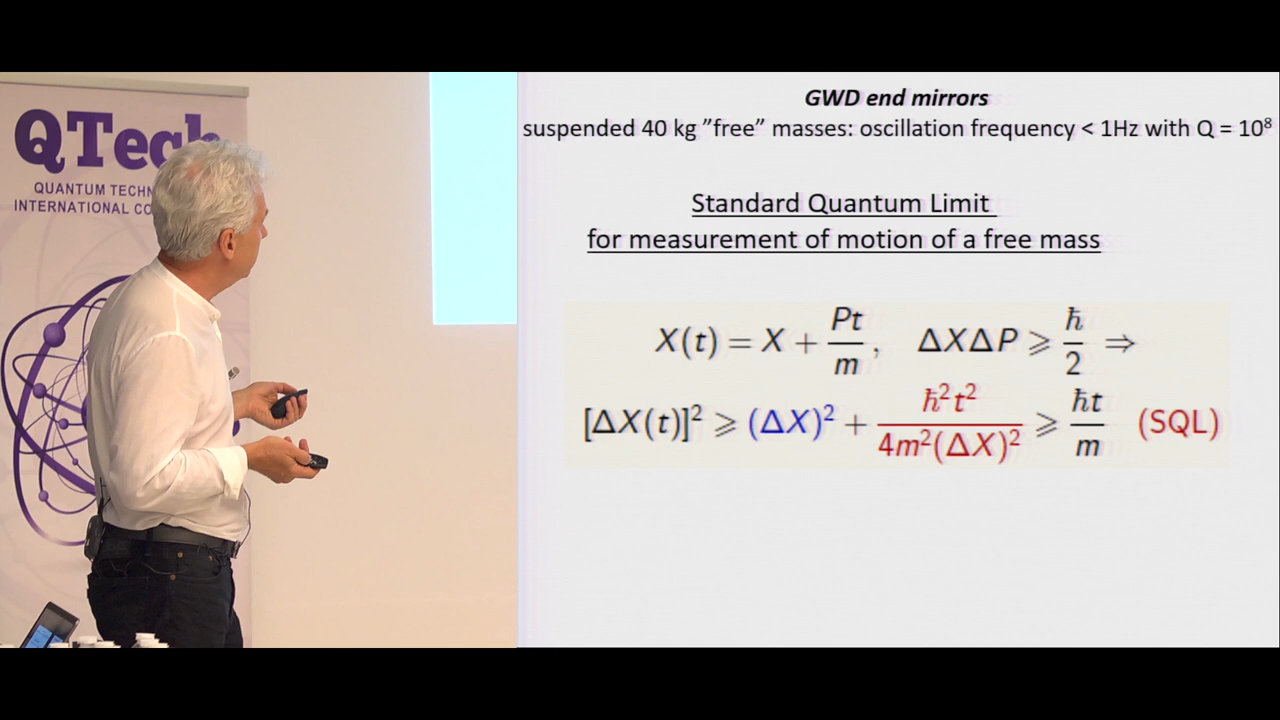 QTech
QUANTUM TECHN
INTERNATIONAL CO
GWD end mirrors
suspended 40 kg ”free” masses: oscillation frequency < 1Hz with Q = 10⁸
Standard Quantum Limit
for measurement of motion of a free mass
X(t) = X + Pt/m, ΔXΔP ⩾ ħ/2 ⇒
[ΔX(t)]² ⩾ (ΔX)² + ħ²t²/4m²(ΔX)² ⩾ ħt/m (SQL)